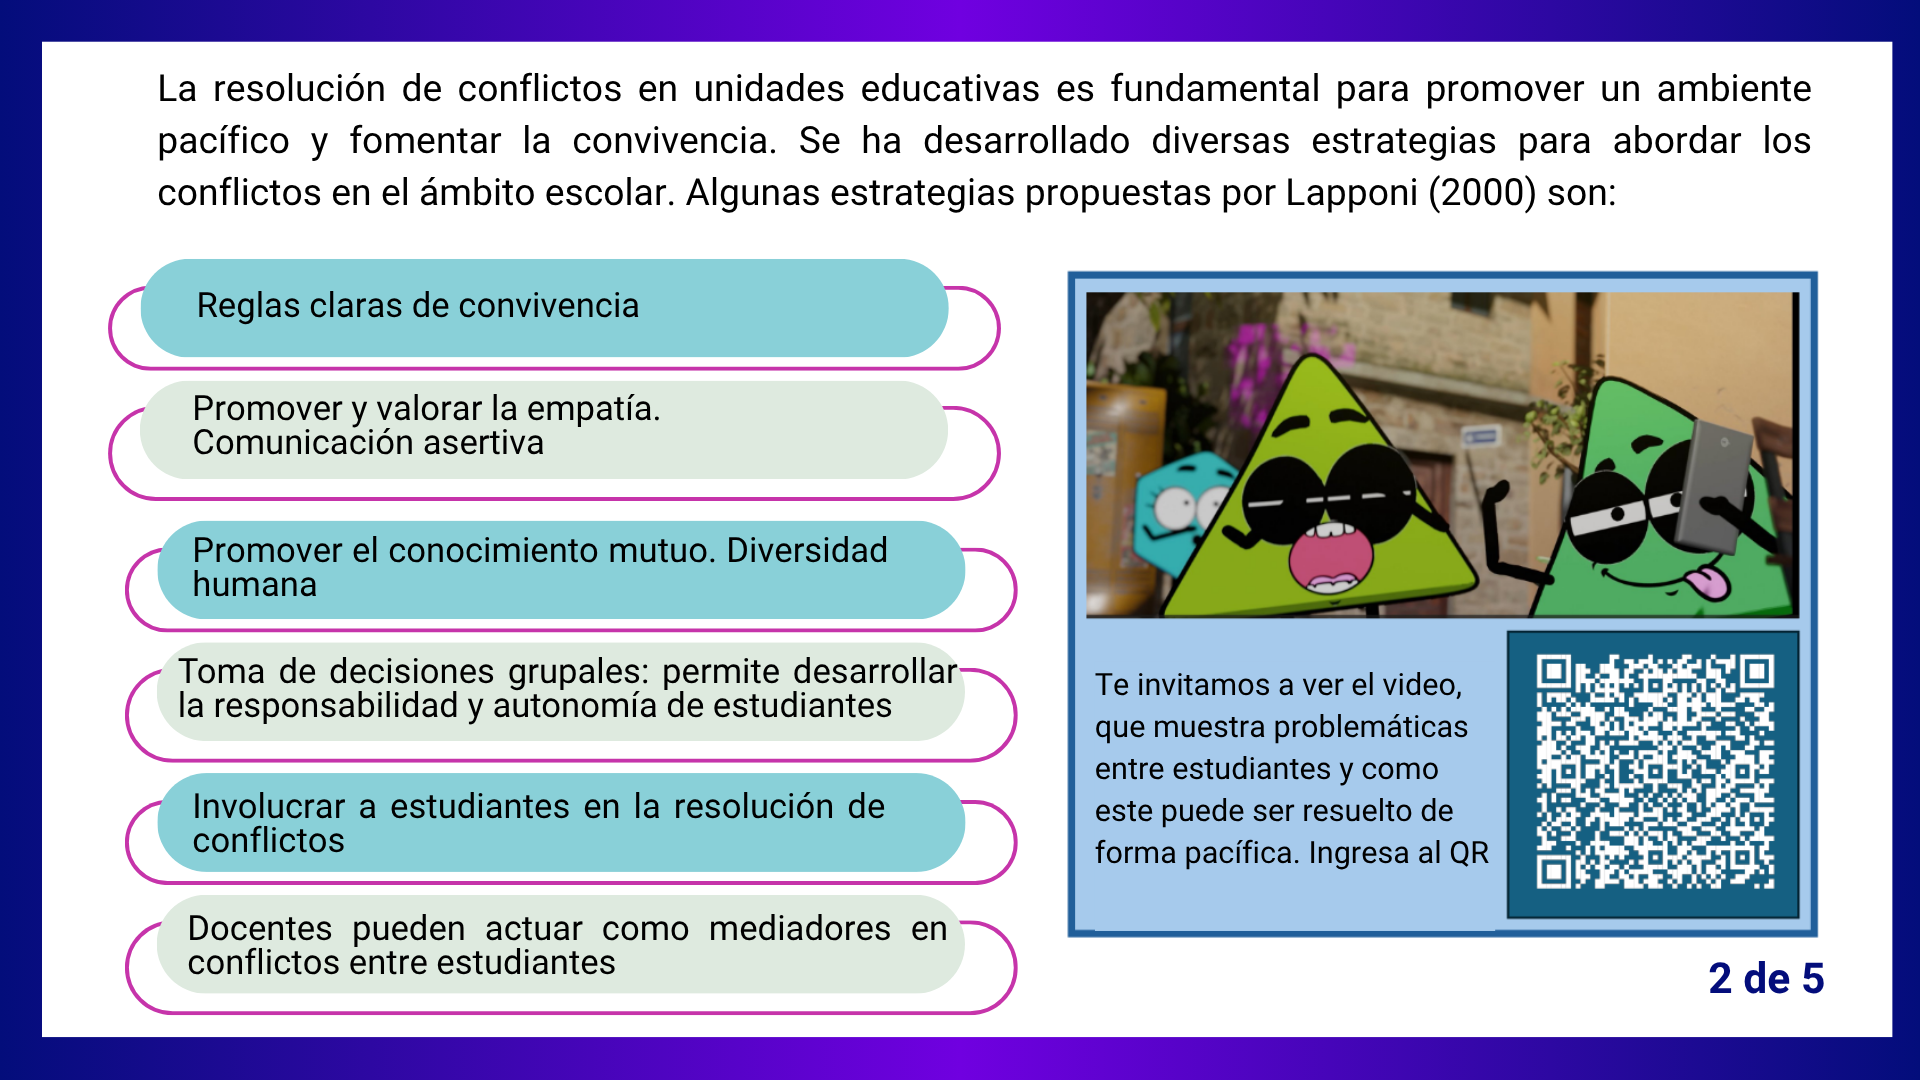 La resolución de conflictos en unidades educativas es fundamental para promover un ambiente
pacífico y fomentar la convivencia. Se ha desarrollado diversas estrategias para abordar los
conflictos en el ámbito escolar. Algunas estrategias propuestas por Lapponi (2000) son:
Reglas claras de convivencia
Promover y valorar la empatía.
Comunicación asertiva
Promover el conocimiento mutuo. Diversidad
humana
Toma de decisiones grupales: permite desarrollar
la responsabilidad y autonomía de estudiantes
Involucrar a estudiantes en la resolución de
conflictos
Docentes pueden actuar como mediadores en
conflictos entre estudiantes
Te invitamos a ver el video,
que muestra problemáticas
entre estudiantes y como
este puede ser resuelto de
forma pacífica. Ingresa al QR
2 de 5